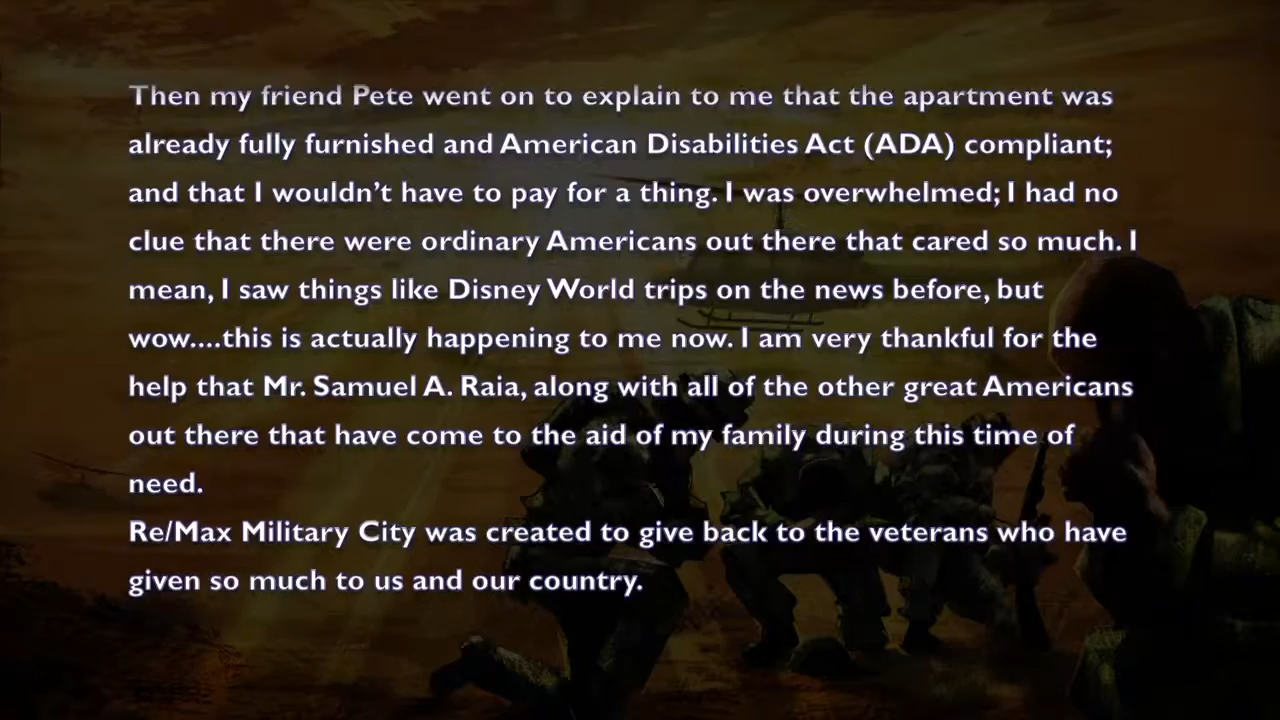 Then my friend Pete went on to explain to me that the apartment was
already fully furnished and American Disabilities Act (ADA) compliant;
and that I wouldn’t have to pay for a thing. I was overwhelmed; I had no
clue that there were ordinary Americans out there that cared so much. I
mean, I saw things like Disney World trips on the news before, but
wow....this is actually happening to me now. I am very thankful for the
help that Mr. Samuel A. Raia, along with all of the other great Americans
out there that have come to the aid of my family during this time of
need.
Re/Max Military City was created to give back to the veterans who have
given so much to us and our country.